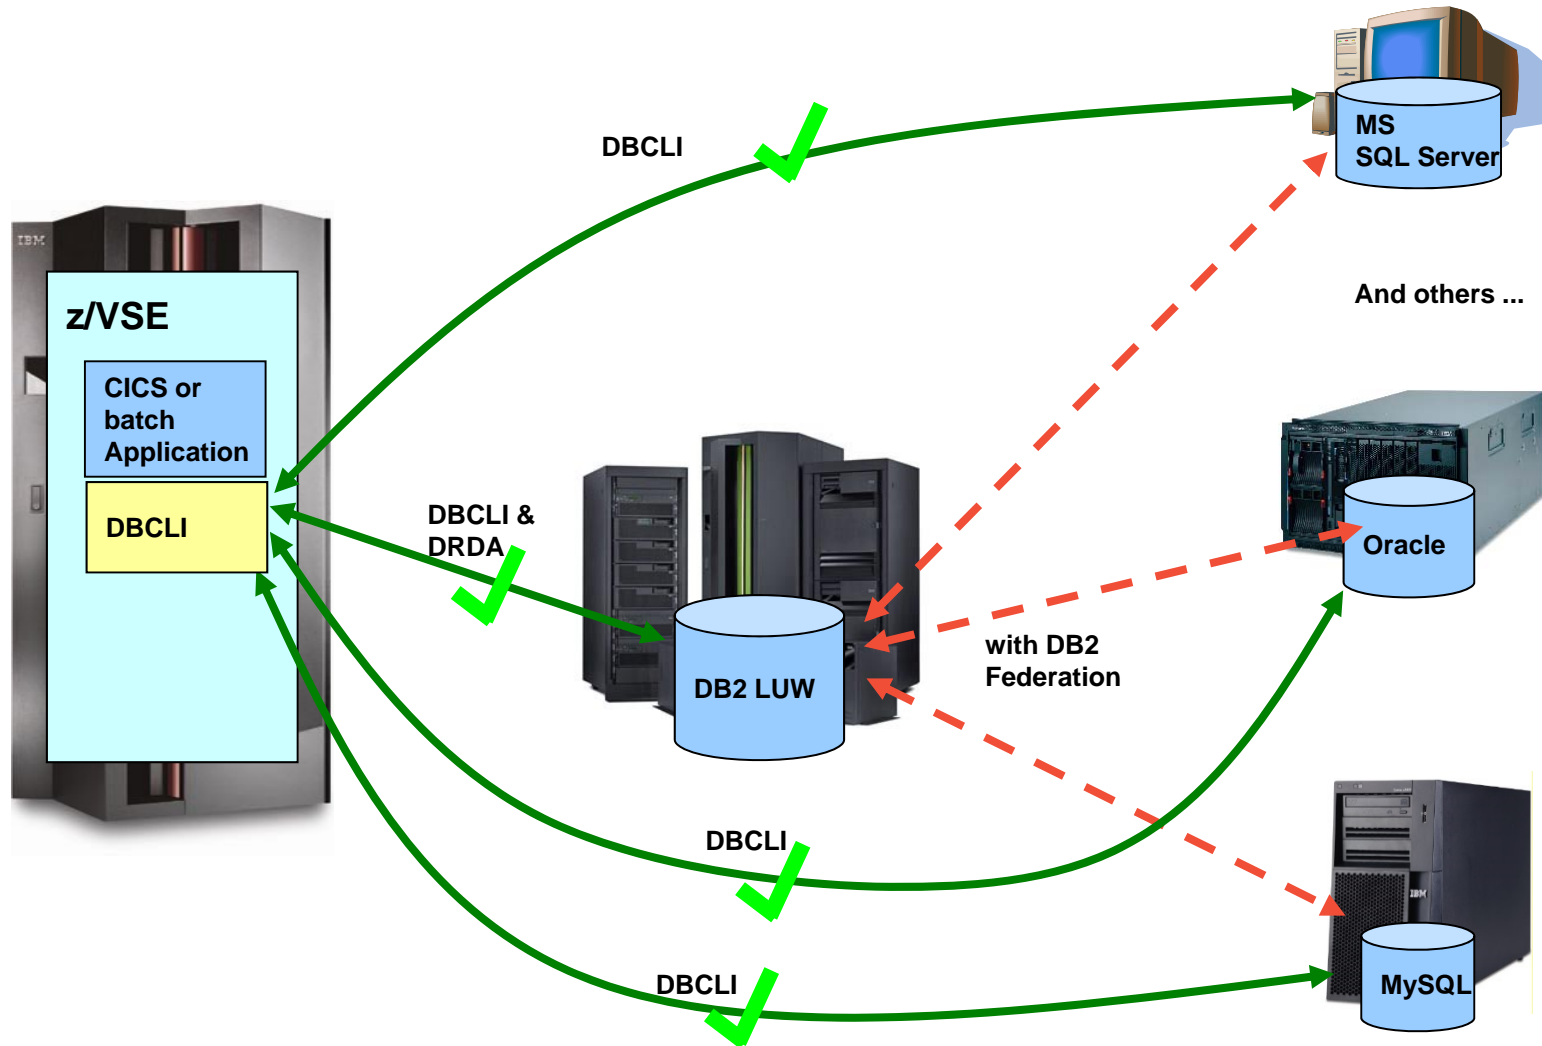 MS
SQL Server
DBCLI
IBM
z/VSE
And others ...
CICS or
batch
Application
DBCLI
DBCLI &
DRDA
Oracle
with DB2
Federation
DB2 LUW
DBCLI
IBM
DBCLI
MySQL